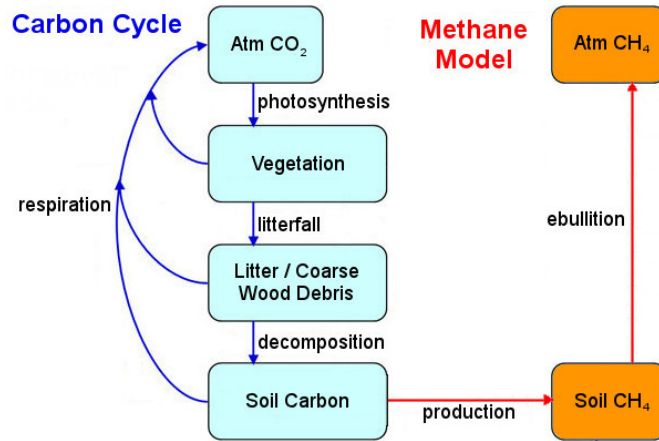 Carbon Cycle
Atm CO₂
Methane
Model
Atm CH₄
photosynthesis
Vegetation
respiration
litterfall
ebullition
Litter / Coarse
Wood Debris
decomposition
Soil Carbon
production
Soil CH₄